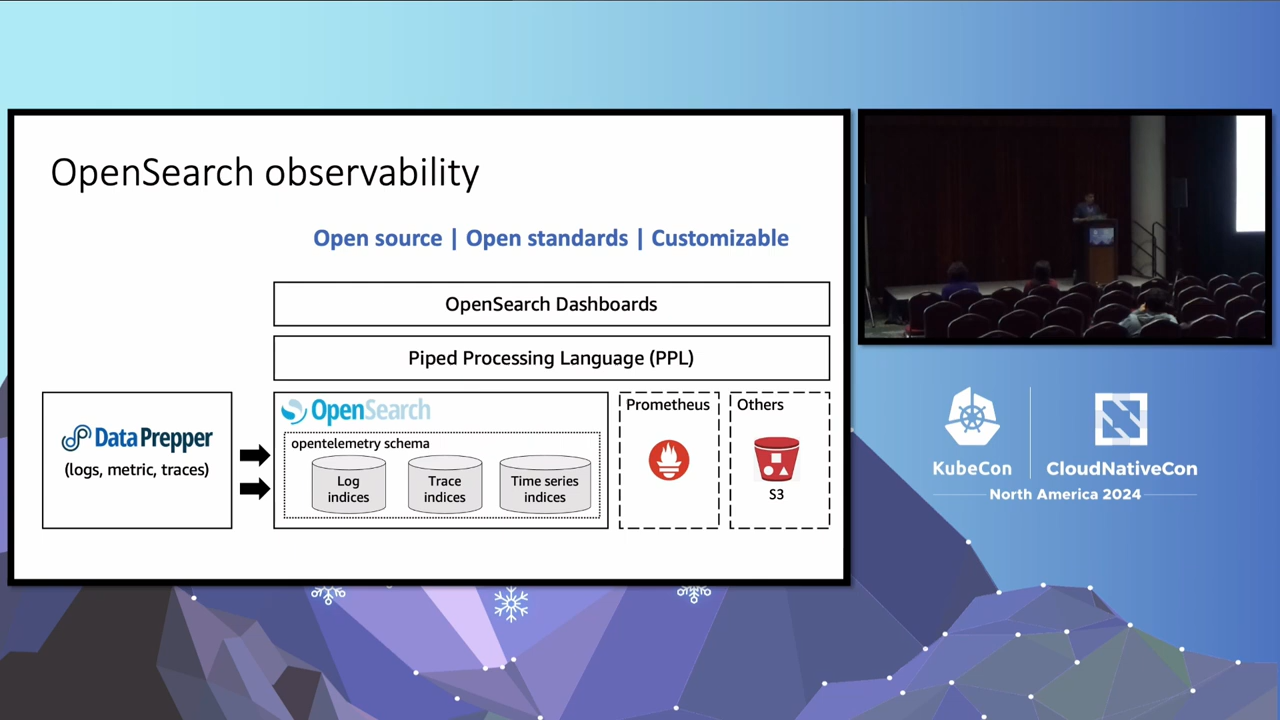 OpenSearch observability
Open source | Open standards | Customizable
OpenSearch Dashboards
Piped Processing Language (PPL)
Data Prepper
(logs, metric, traces)
OpenSearch
opentelemetry schema
Log
indices
Trace
indices
Time series
indices
Prometheus
Others
S3
KubeCon
CloudNativeCon
North America 2024